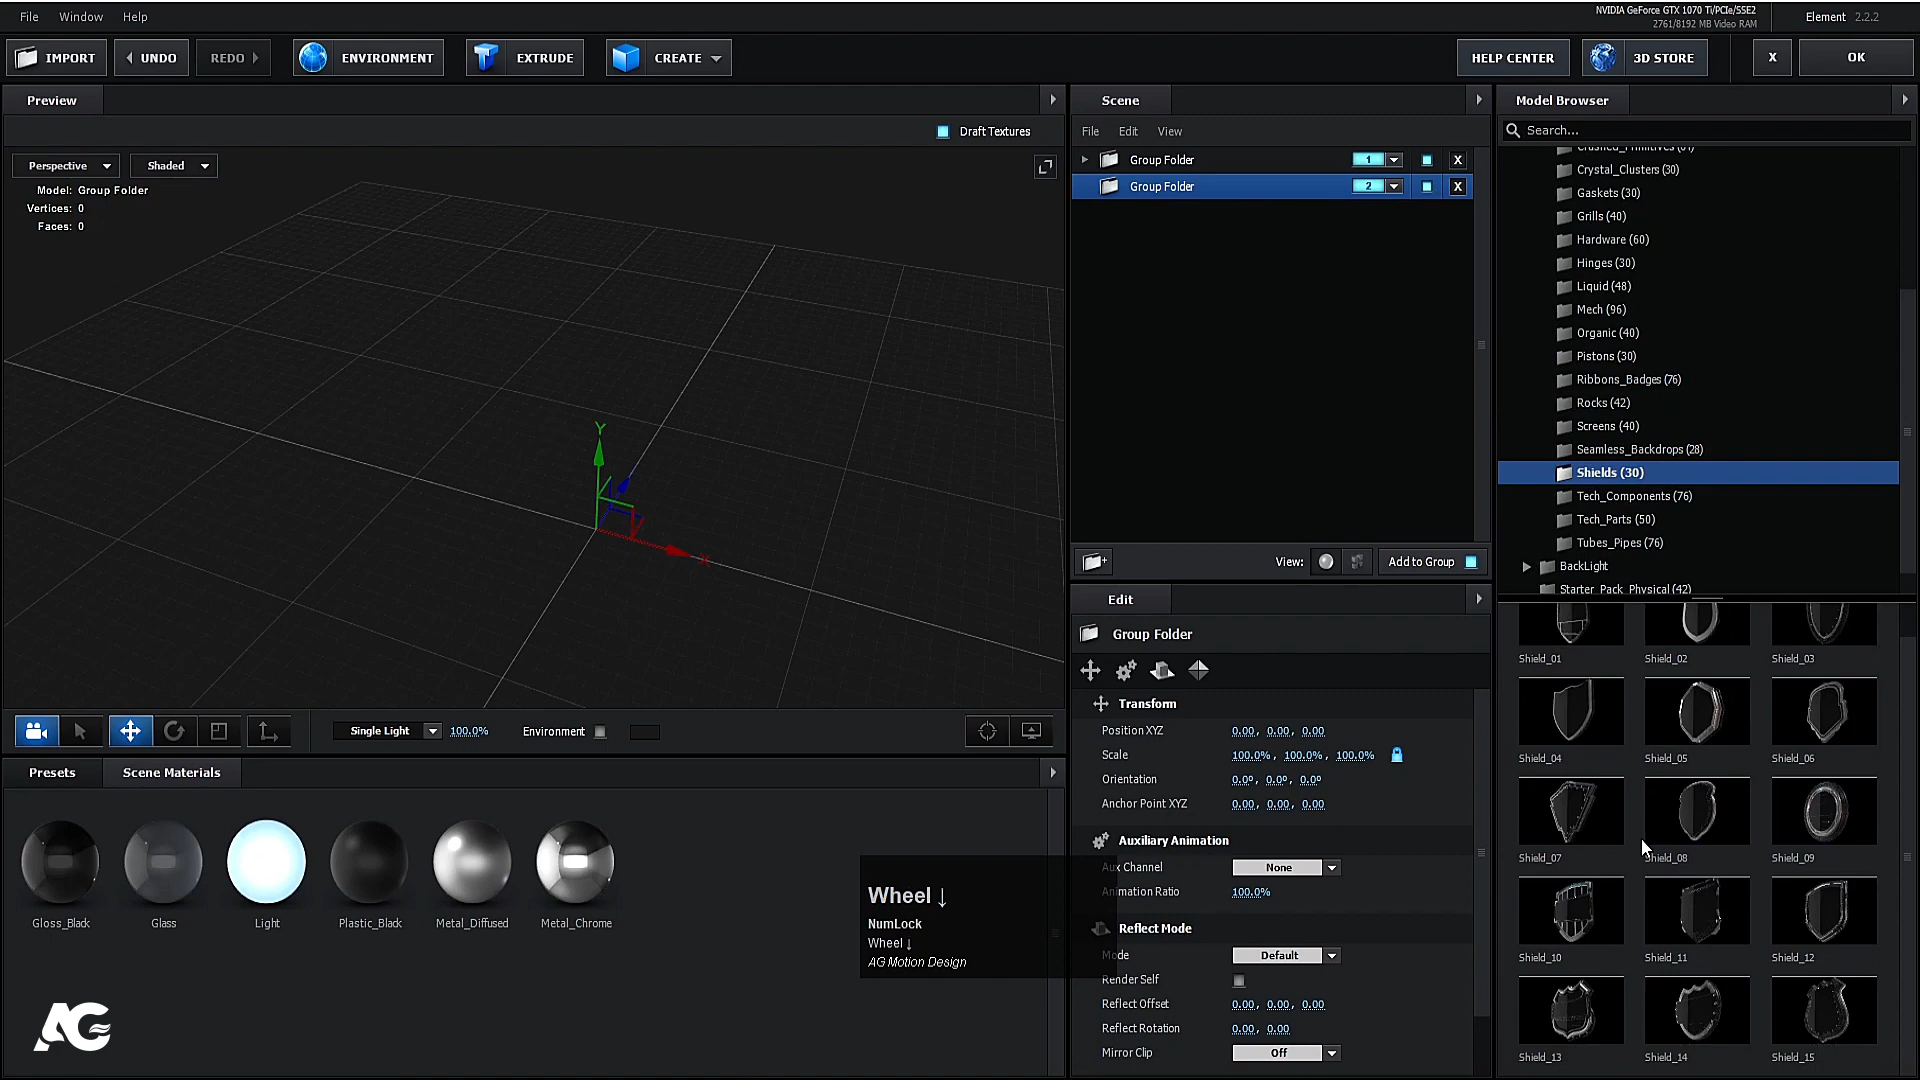 File Window Help
NVIDIA GeForce GTX 1070 Ti/PCIe/SSE2
2761/8192 MB Video RAM
Element 2.2.2
IMPORT UNDO REDO ENVIRONMENT EXTRUDE CREATE HELP CENTER 3D STORE X OK
Preview
Draft Textures
Perspective Shaded
Model: Group Folder
Vertices: 0
Faces: 0
Y
X
Single Light 100.0% Environment
Presets Scene Materials
Gloss_Black Glass Light Plastic_Black Metal_Diffused Metal_Chrome
Wheel ↓
NumLock
Wheel ↓
AG Motion Design
AG
Scene
File Edit View
Group Folder 1 X
Group Folder 2 X
View: Add to Group
Edit
Group Folder
Transform
Position XYZ 0.00, 0.00, 0.00
Scale 100.0%, 100.0%, 100.0%
Orientation 0.0º, 0.0º, 0.0º
Anchor Point XYZ 0.00, 0.00, 0.00
Auxiliary Animation
Aux Channel None
Animation Ratio 100.0%
Reflect Mode
Mode Default
Render Self
Reflect Offset 0.00, 0.00, 0.00
Reflect Rotation 0.00, 0.00
Mirror Clip Off
Model Browser
Search...
Crystal_Clusters (30)
Gaskets (30)
Grills (40)
Hardware (60)
Hinges (30)
Liquid (48)
Mech (96)
Organic (40)
Pistons (30)
Ribbons_Badges (76)
Rocks (42)
Screens (40)
Seamless_Backdrops (28)
Shields (30)
Tech_Components (76)
Tech_Parts (50)
Tubes_Pipes (76)
BackLight
Starter_Pack_Physical (42)
Shield_01 Shield_02 Shield_03
Shield_04 Shield_05 Shield_06
Shield_07 Shield_08 Shield_09
Shield_10 Shield_11 Shield_12
Shield_13 Shield_14 Shield_15